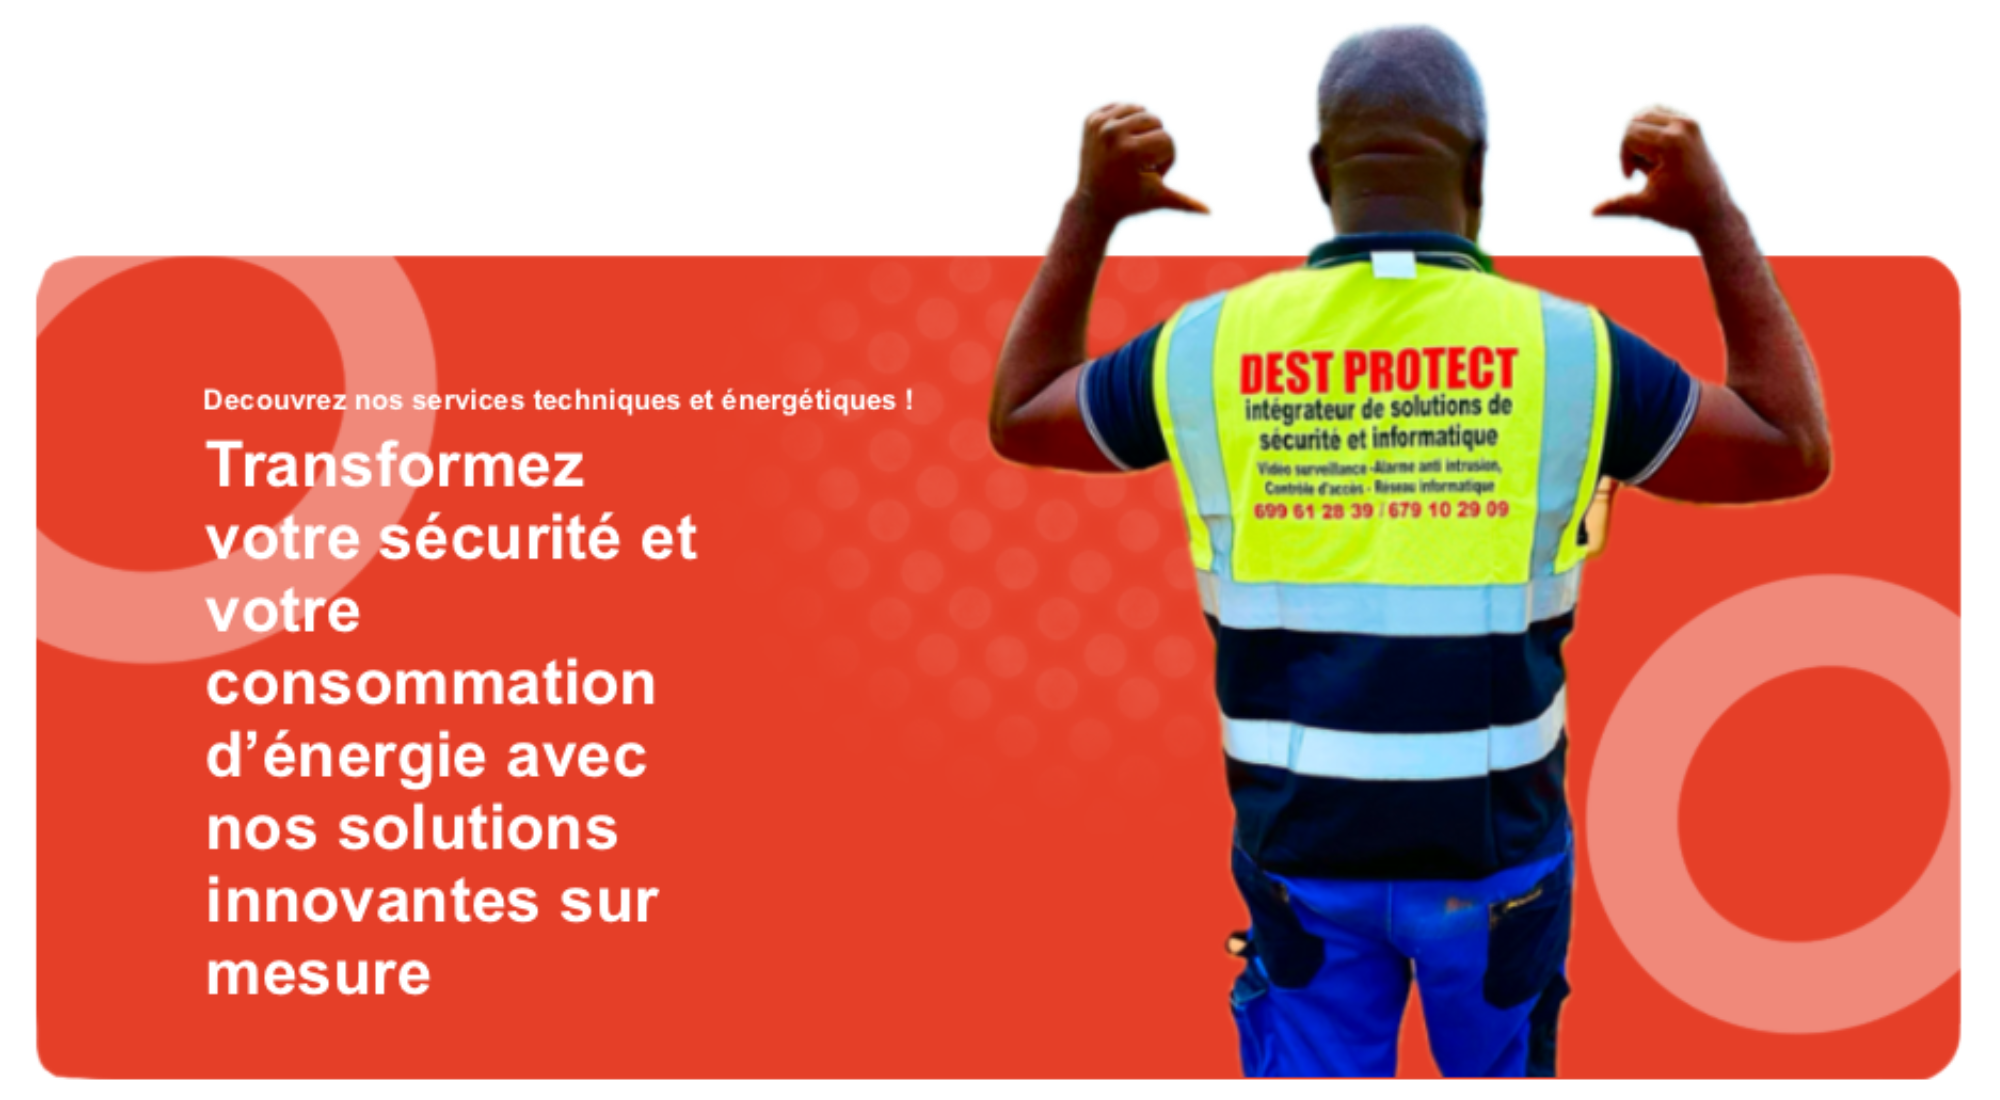 Decouvrez nos services techniques et énergétiques !
Transformez
votre sécurité et
votre
consommation
d’énergie avec
nos solutions
innovantes sur
mesure
DEST PROTECT
intégrateur de solutions de
sécurité et informatique
Vidéo surveillance -Alarme anti intrusion,
Contrôle d'accès - Réseau informatique
699 61 28 39 / 679 10 29 09